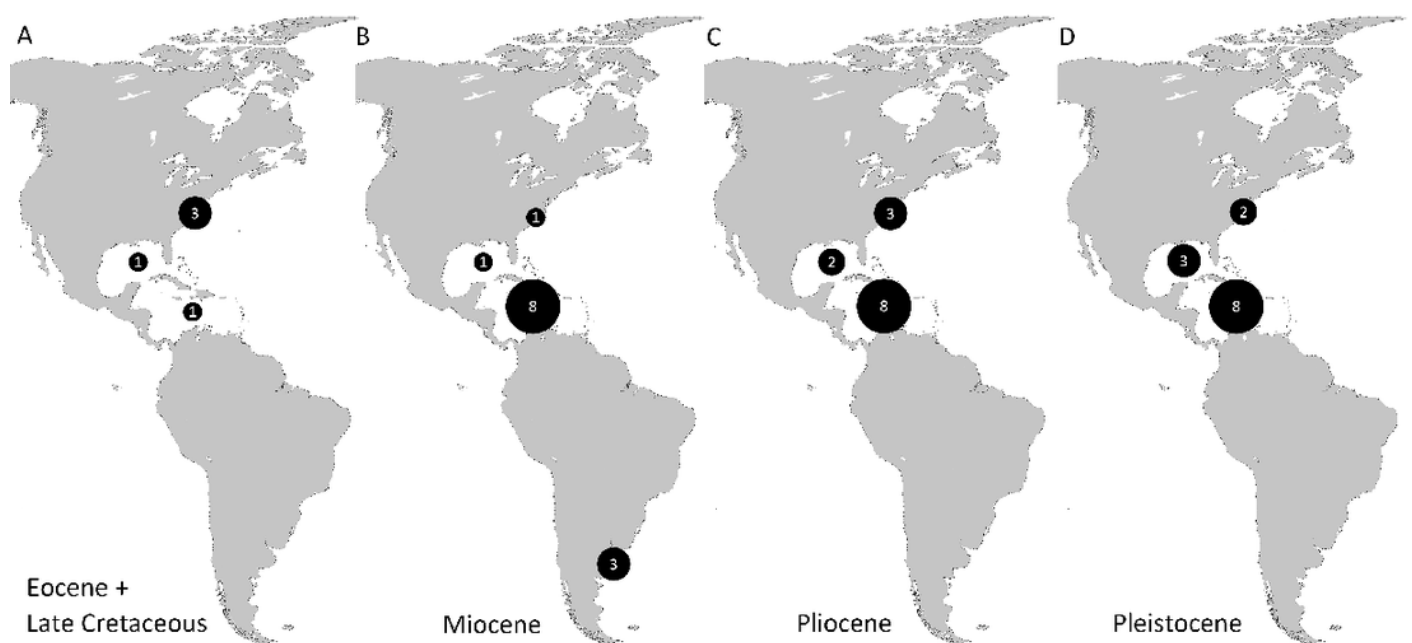 A
B
C
D
3
1
1
1
1
8
3
3
2
8
2
3
8
Eocene +
Late Cretaceous
Miocene
Pliocene
Pleistocene